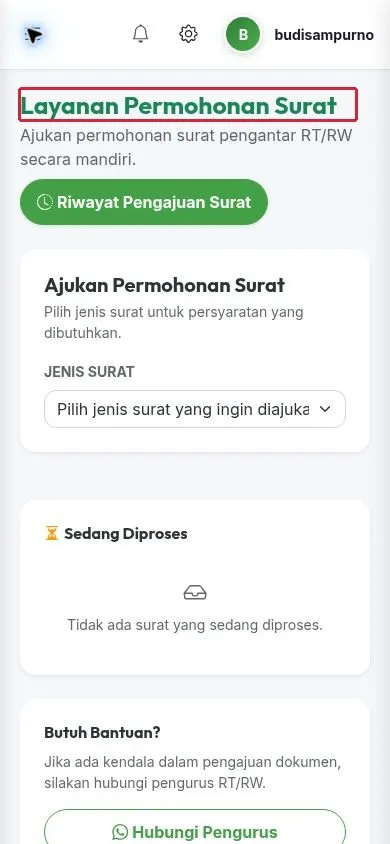 B budisampurno
Layanan Permohonan Surat
Ajukan permohonan surat pengantar RT/RW
secara mandiri.
Riwayat Pengajuan Surat
Ajukan Permohonan Surat
Pilih jenis surat untuk persyaratan yang
dibutuhkan.
JENIS SURAT
Pilih jenis surat yang ingin diajuka
Sedang Diproses
Tidak ada surat yang sedang diproses.
Butuh Bantuan?
Jika ada kendala dalam pengajuan dokumen,
silakan hubungi pengurus RT/RW.
Hubungi Pengurus